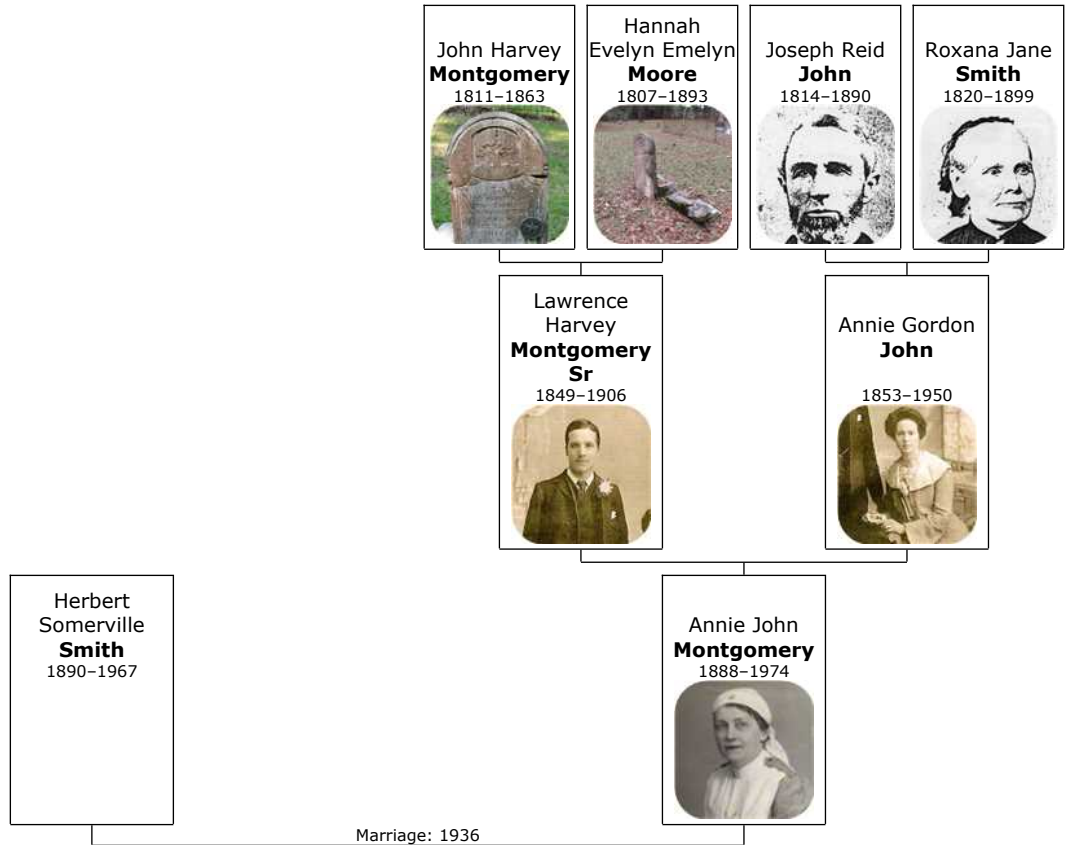 John Harvey
Montgomery
1811–1863
Hannah
Evelyn Emelyn
Moore
1807–1893
Joseph Reid
John
1814–1890
Roxana Jane
Smith
1820–1899
Lawrence
Harvey
Montgomery
Sr
1849–1906
Annie Gordon
John
1853–1950
Herbert
Somerville
Smith
1890–1967
Annie John
Montgomery
1888–1974
Marriage: 1936